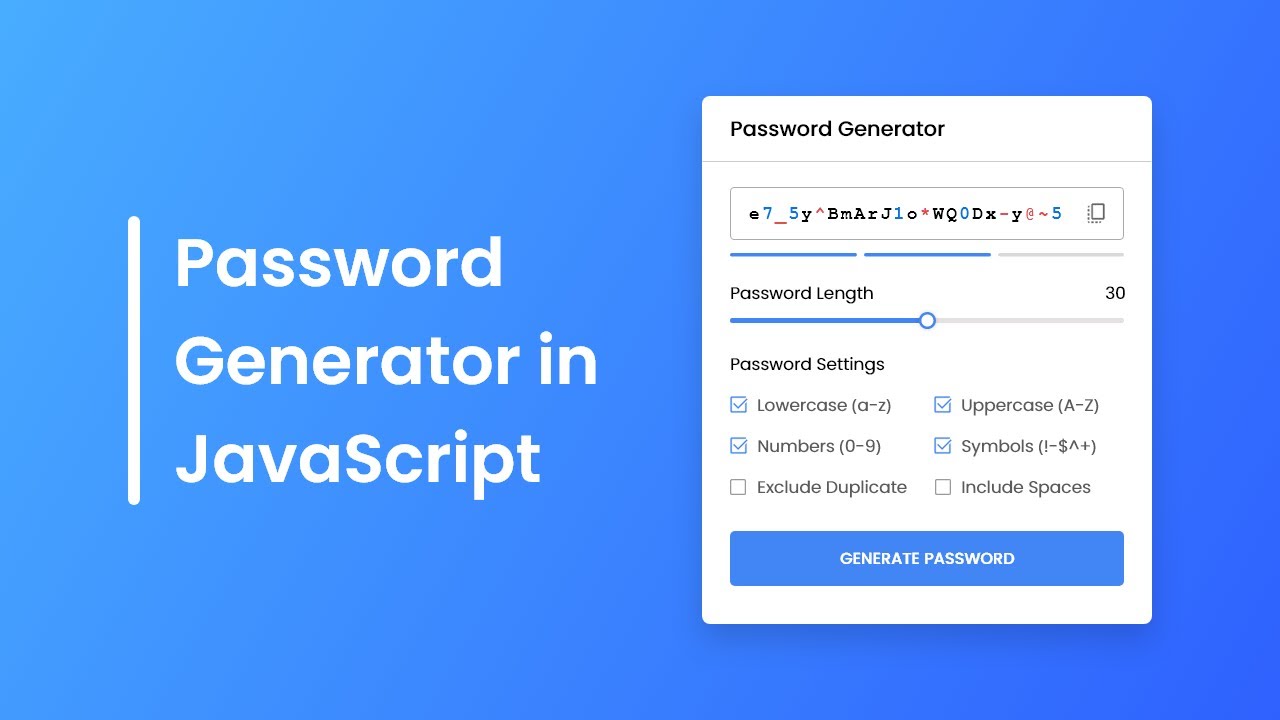 Password
Generator in
JavaScript
Password Generator
e7_5y^BmArJ1o*WQ0Dx-y@~5
Password Length 30
Password Settings
Lowercase (a-z) Uppercase (A-Z)
Numbers (0-9) Symbols (!-$^+)
Exclude Duplicate Include Spaces
GENERATE PASSWORD